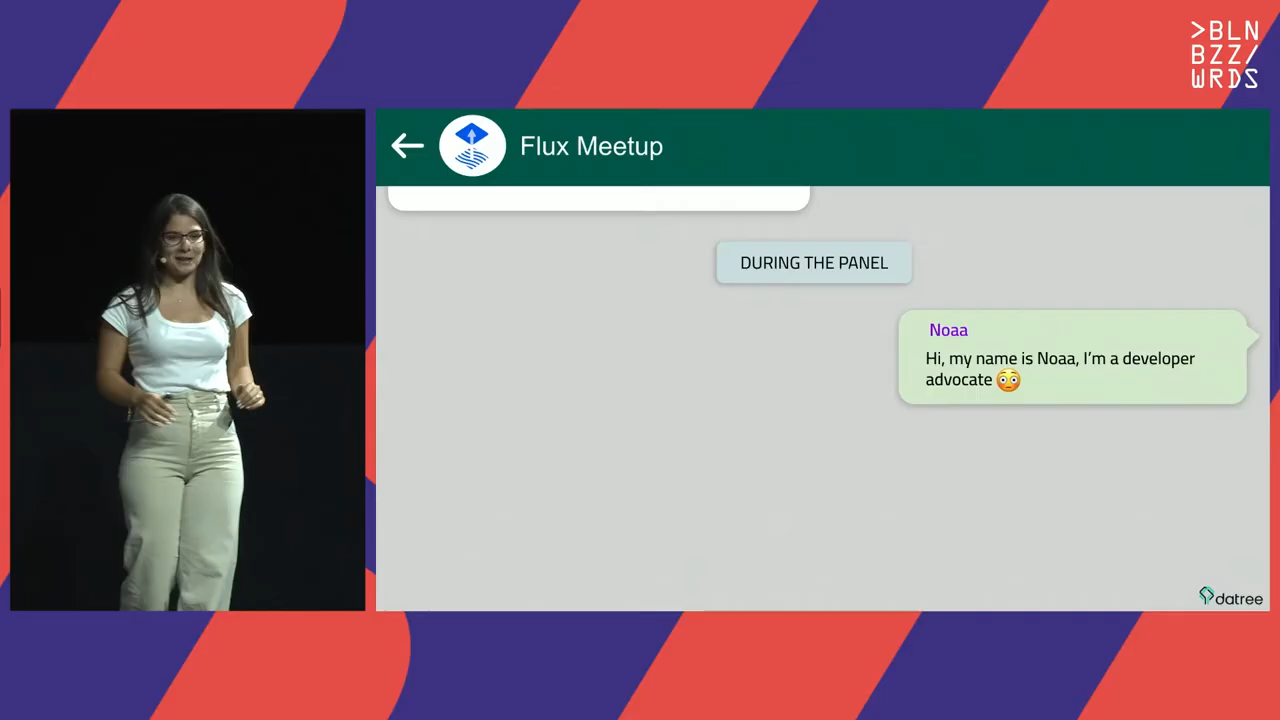 >BLN
BZZ/
WRDS
Flux Meetup
DURING THE PANEL
Noaa
Hi, my name is Noaa, I’m a developer
advocate 😳
datree